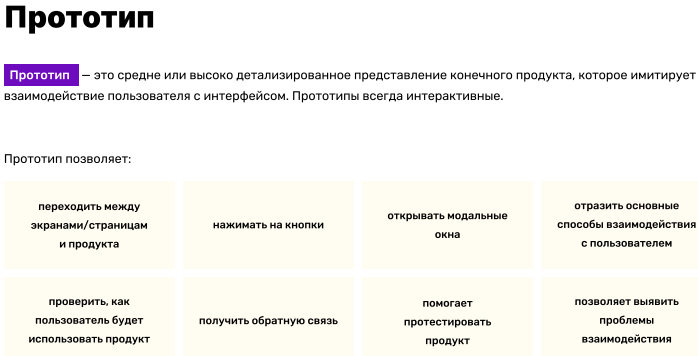 Прототип
Прототип — это средне или высоко детализированное представление конечного продукта, которое имитирует
взаимодействие пользователя с интерфейсом. Прототипы всегда интерактивные.
Прототип позволяет:
переходить между
экранами/страницам
и продукта
нажимать на кнопки
открывать модальные
окна
отразить основные
способы взаимодействия
с пользователем
проверить, как
пользователь будет
использовать продукт
получить обратную связь
помогает
протестировать
продукт
позволяет выявить
проблемы
взаимодействия